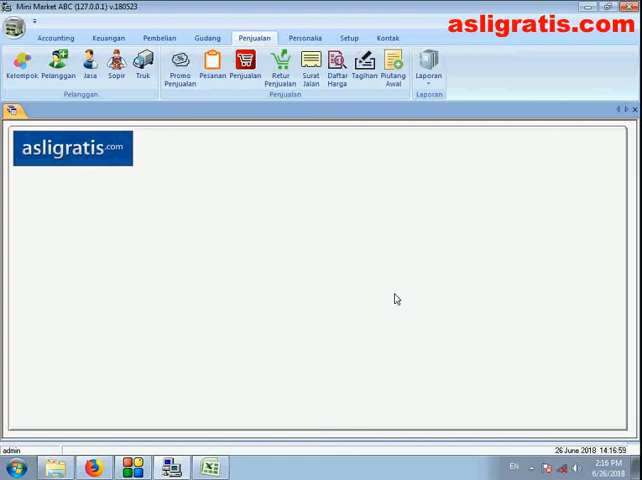 Mini Market ABC (127.0.0.1) v.180523
asligratis.com
Accounting Keuangan Pembelian Gudang Penjualan Personalia Setup Kontak
Kelompok Pelanggan Jasa Sopir Truk Promo Penjualan Pesanan Penjualan Retur Penjualan Surat Jalan Daftar Harga Tagihan Piutang Awal Laporan
Pelanggan Penjualan Laporan
asligratis.com
admin 26 June 2018 14:16:59
EN 2:16 PM
6/26/2018